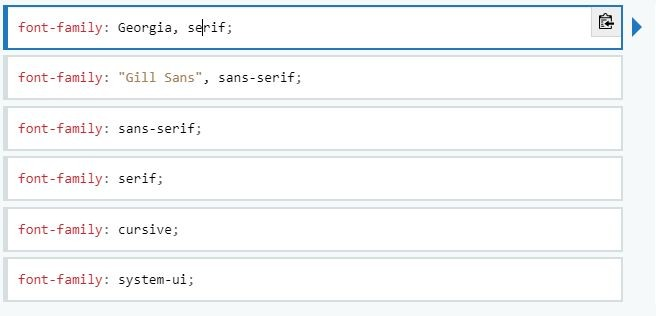 font-family: Georgia, serif;
font-family: "Gill Sans", sans-serif;
font-family: sans-serif;
font-family: serif;
font-family: cursive;
font-family: system-ui;